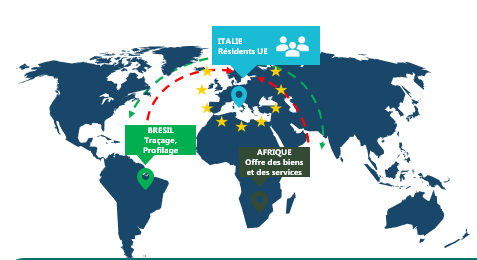 ITALIE
Résidents UE
BRESIL
Traçage,
Profilage
AFRIQUE
Offre des biens
et des services